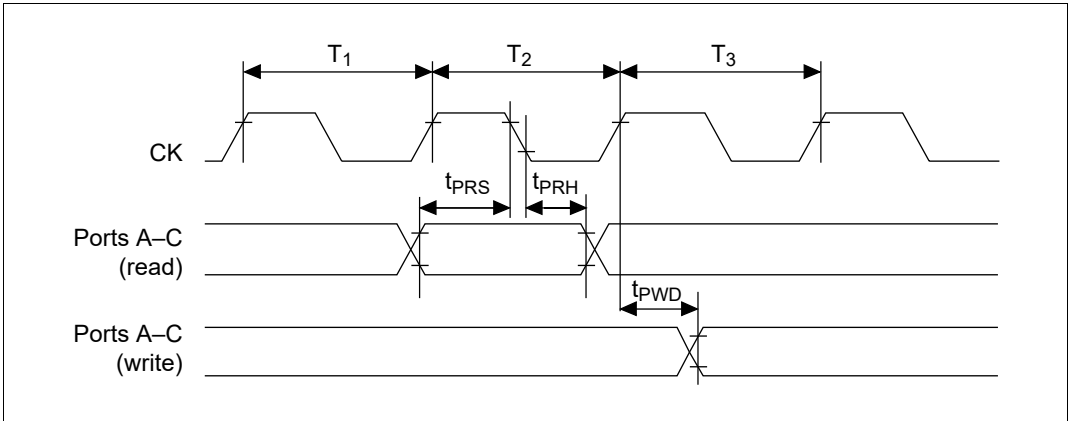 T1 T2 T3
CK
tPRS tPRH
Ports A–C
(read)
tPWD
Ports A–C
(write)